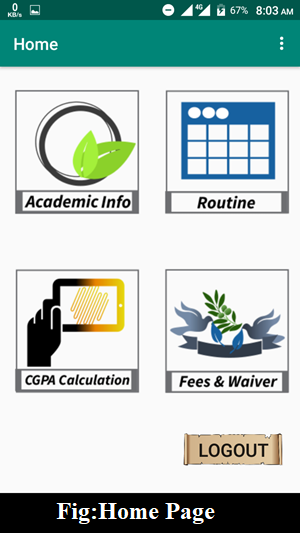 0
KB/s
4G
67%
8:03 AM
Home
Academic Info
Routine
CGPA Calculation
Fees & Waiver
LOGOUT
Fig:Home Page